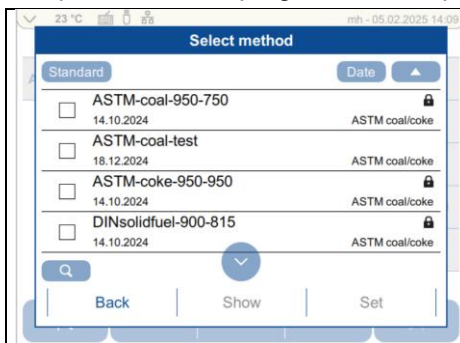 23 °C
mh - 05.02.2025 14:09
Select method
Standard
Date
ASTM-coal-950-750
14.10.2024
ASTM coal/coke
ASTM-coal-test
18.12.2024
ASTM coal/coke
ASTM-coke-950-950
14.10.2024
ASTM coal/coke
DINsolidfuel-900-815
14.10.2024
ASTM coal/coke
Back
Show
Set